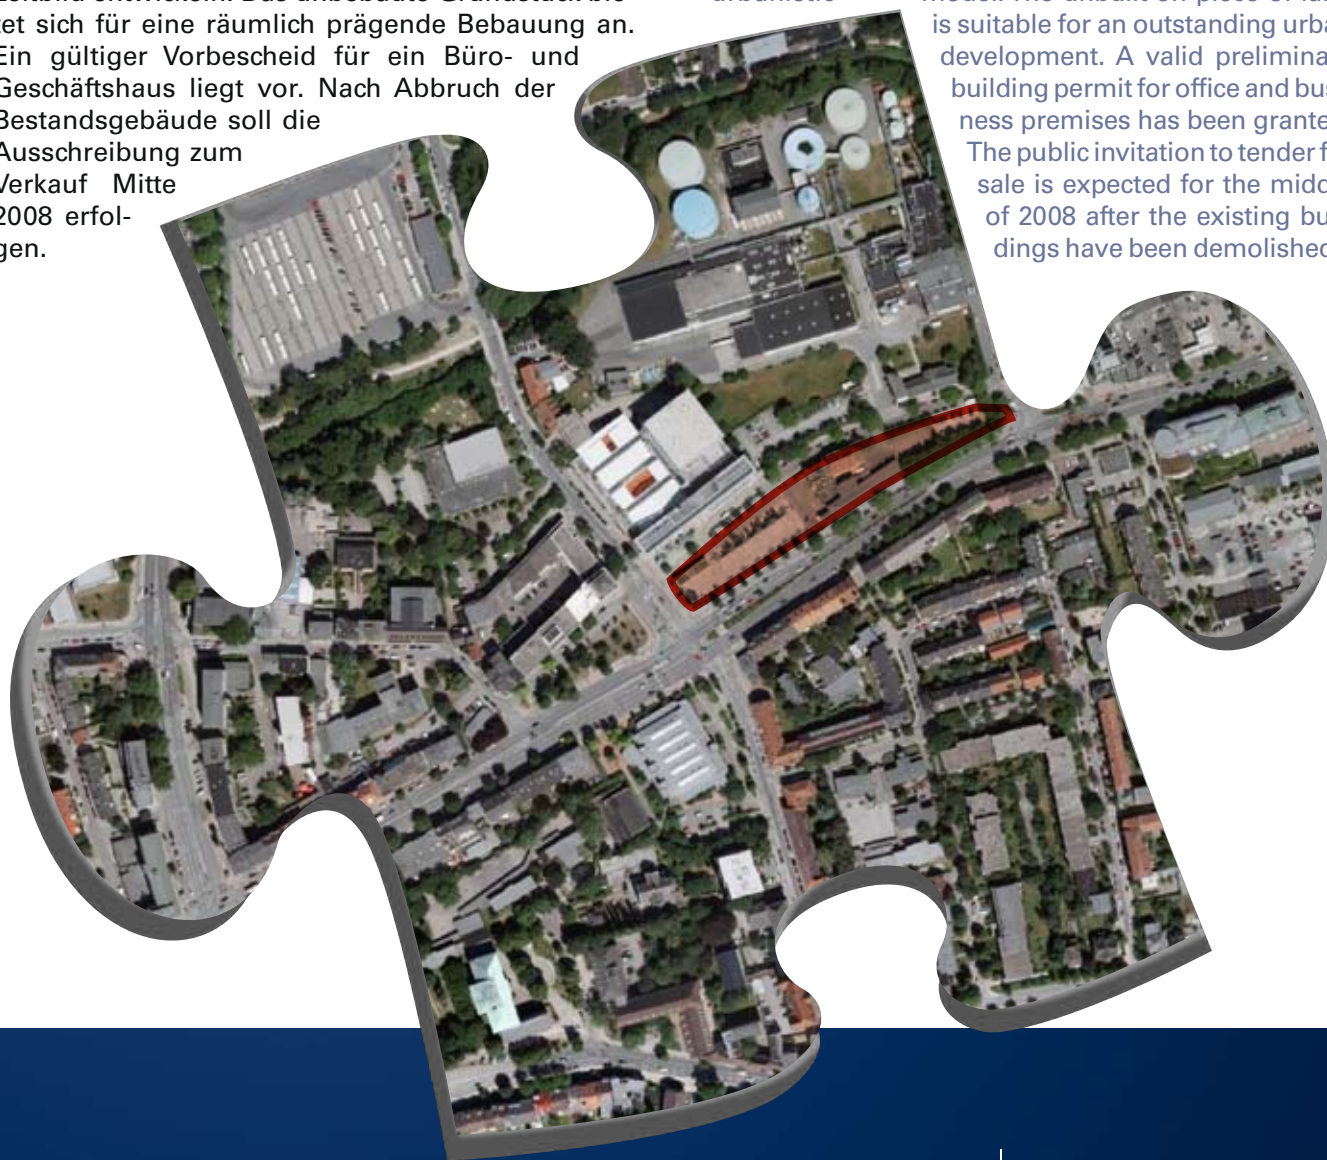 tet sich für eine räumlich prägende Bebauung an.
Ein gültiger Vorbescheid für ein Büro- und
Geschäftshaus liegt vor. Nach Abbruch der
Bestandsgebäude soll die
Ausschreibung zum
Verkauf Mitte
2008 erfol-
gen.
is suitable for an outstanding urba
development. A valid prelimina
building permit for office and bus
ness premises has been grante
The public invitation to tender f
sale is expected for the midd
of 2008 after the existing bu
dings have been demolished